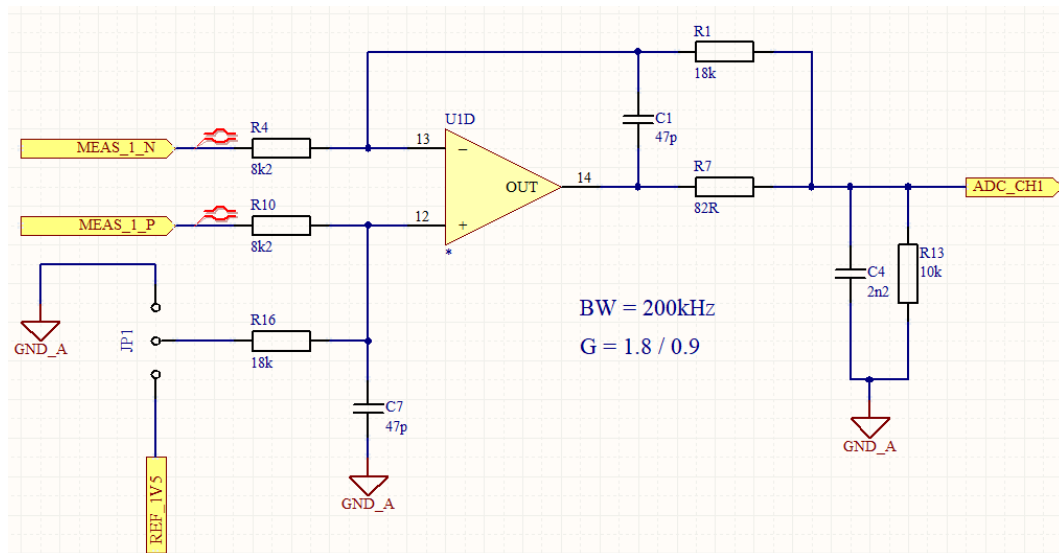 R1
18k
C1
47p
U1D
R4
MEAS_1_N
8k2
13
−
OUT
14
R7
82R
ADC_CH1
R10
MEAS_1_P
8k2
12
+
*
R13
10k
C4
2n2
JP1
GND_A
R16
18k
BW = 200kHz
G = 1.8 / 0.9
C7
47p
GND_A
GND_A
REF_1V5